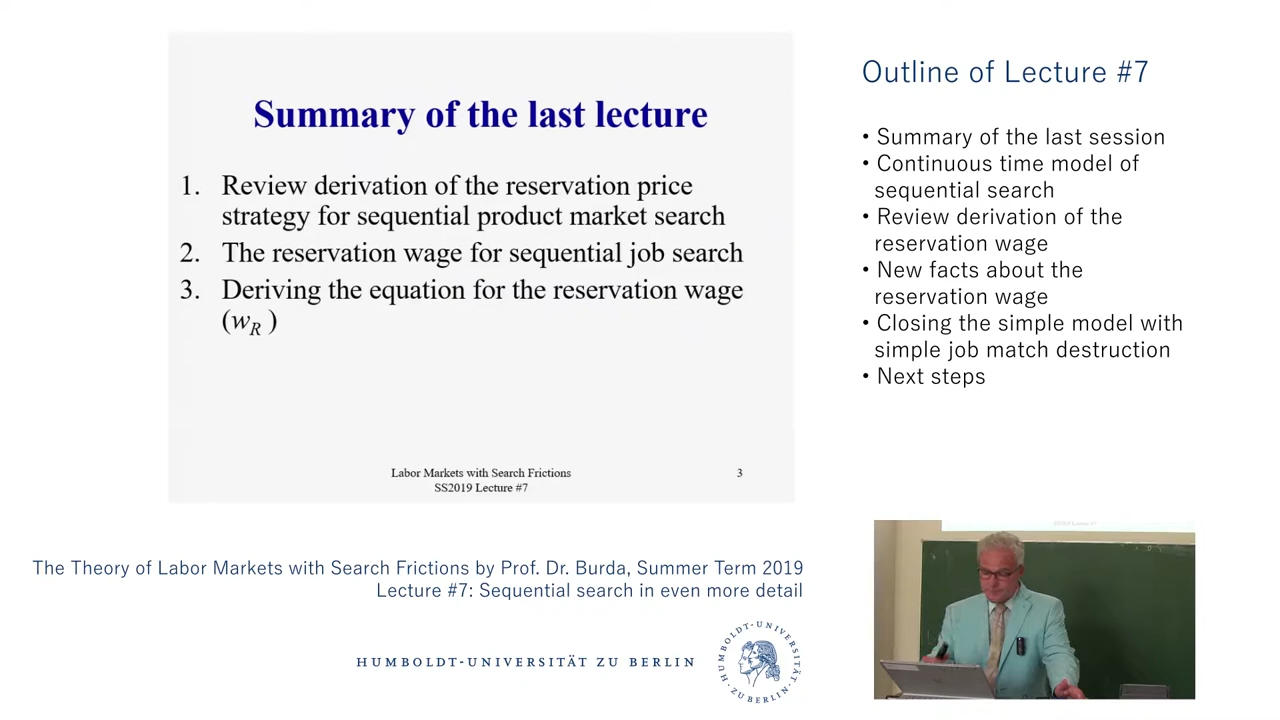 Summary of the last lecture
1. Review derivation of the reservation price
strategy for sequential product market search
2. The reservation wage for sequential job search
3. Deriving the equation for the reservation wage
(w_R )
Labor Markets with Search Frictions
SS2019 Lecture #7
3
Outline of Lecture #7
• Summary of the last session
• Continuous time model of
sequential search
• Review derivation of the
reservation wage
• New facts about the
reservation wage
• Closing the simple model with
simple job match destruction
• Next steps
The Theory of Labor Markets with Search Frictions by Prof. Dr. Burda, Summer Term 2019
Lecture #7: Sequential search in even more detail
HUMBOLDT-UNIVERSITÄT ZU BERLIN
HUMBOLDT-UNIVERSITÄT
·ZU BERLIN·